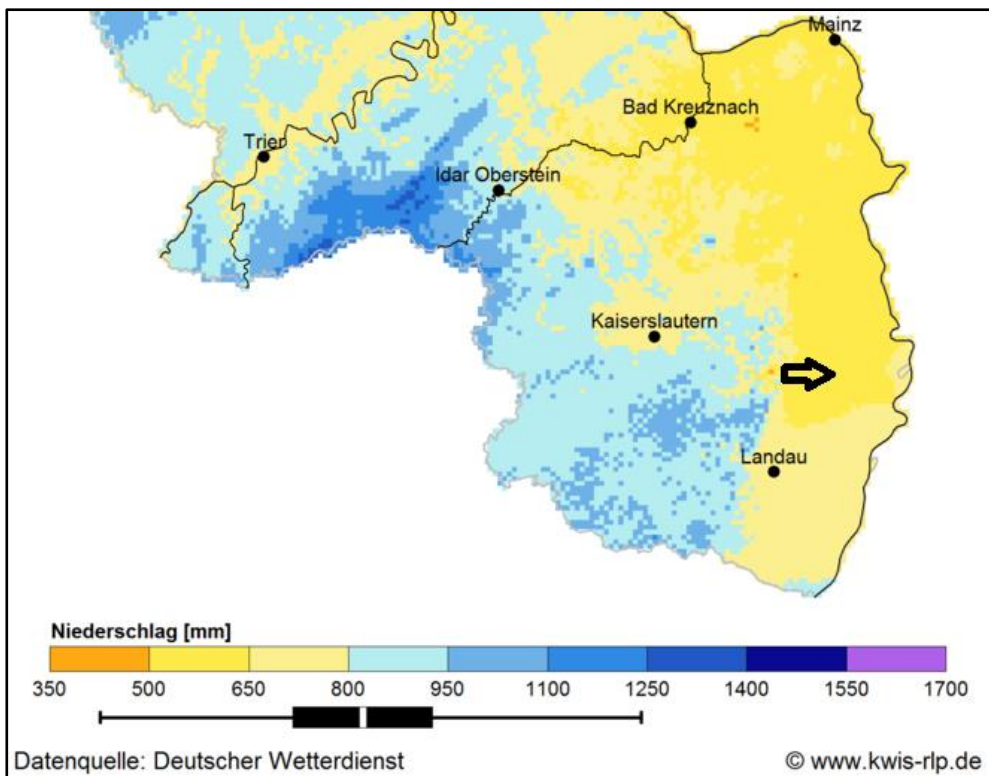 Mainz
Bad Kreuznach
Trier
Idar Oberstein
Kaiserslautern
Landau
Niederschlag [mm]
350 500 650 800 950 1100 1250 1400 1550 1700
Datenquelle: Deutscher Wetterdienst © www.kwis-rlp.de